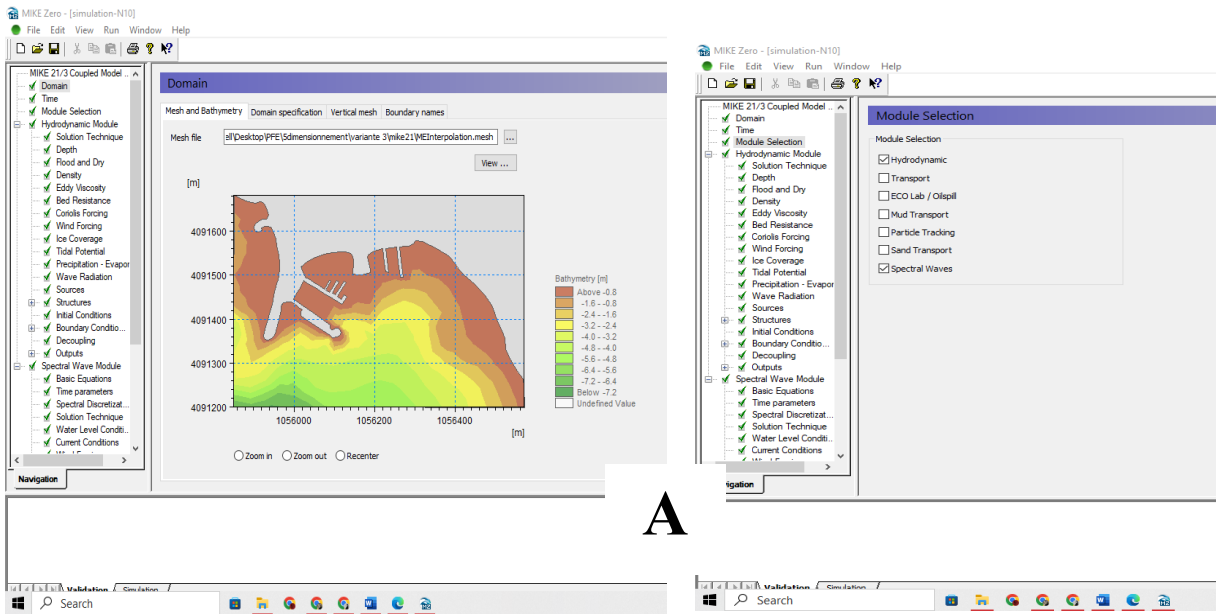 MIKE Zero - [simulation-N10]
File Edit View Run Window Help
MIKE 21/3 Coupled Model ..
Domain
Time
Module Selection
Hydrodynamic Module
Solution Technique
Depth
Flood and Dry
Density
Eddy Viscosity
Bed Resistance
Coriolis Forcing
Wind Forcing
Ice Coverage
Tidal Potential
Precipitation - Evapor
Wave Radiation
Sources
Structures
Initial Conditions
Boundary Conditio...
Decoupling
Outputs
Spectral Wave Module
Basic Equations
Time parameters
Spectral Discretizat...
Solution Technique
Water Level Conditi..
Current Conditions
Navigation
Domain
Mesh and Bathymetry Domain specification Vertical mesh Boundary names
Mesh file ell\Desktop\PFE\5dimensionnement\variante 3\mike21\MEInterpolation.mesh ...
View ...
[m]
4091600
4091500
4091400
4091300
4091200
1056000 1056200 1056400
[m]
Bathymetry [m]
Above -0.8
-1.6 - -0.8
-2.4 - -1.6
-3.2 - -2.4
-4.0 - -3.2
-4.8 - -4.0
-5.6 - -4.8
-6.4 - -5.6
-7.2 - -6.4
Below -7.2
Undefined Value
Zoom in Zoom out Recenter
Validation Simulation
Search
A
MIKE Zero - [simulation-N10]
File Edit View Run Window Help
MIKE 21/3 Coupled Model ..
Domain
Time
Module Selection
Hydrodynamic Module
Solution Technique
Depth
Flood and Dry
Density
Eddy Viscosity
Bed Resistance
Coriolis Forcing
Wind Forcing
Ice Coverage
Tidal Potential
Precipitation - Evapor
Wave Radiation
Sources
Structures
Initial Conditions
Boundary Conditio...
Decoupling
Outputs
Spectral Wave Module
Basic Equations
Time parameters
Spectral Discretizat...
Solution Technique
Water Level Conditi..
Current Conditions
vigation
Module Selection
Module Selection
Hydrodynamic
Transport
ECO Lab / Oilspill
Mud Transport
Particle Tracking
Sand Transport
Spectral Waves
Validation Simulation
Search